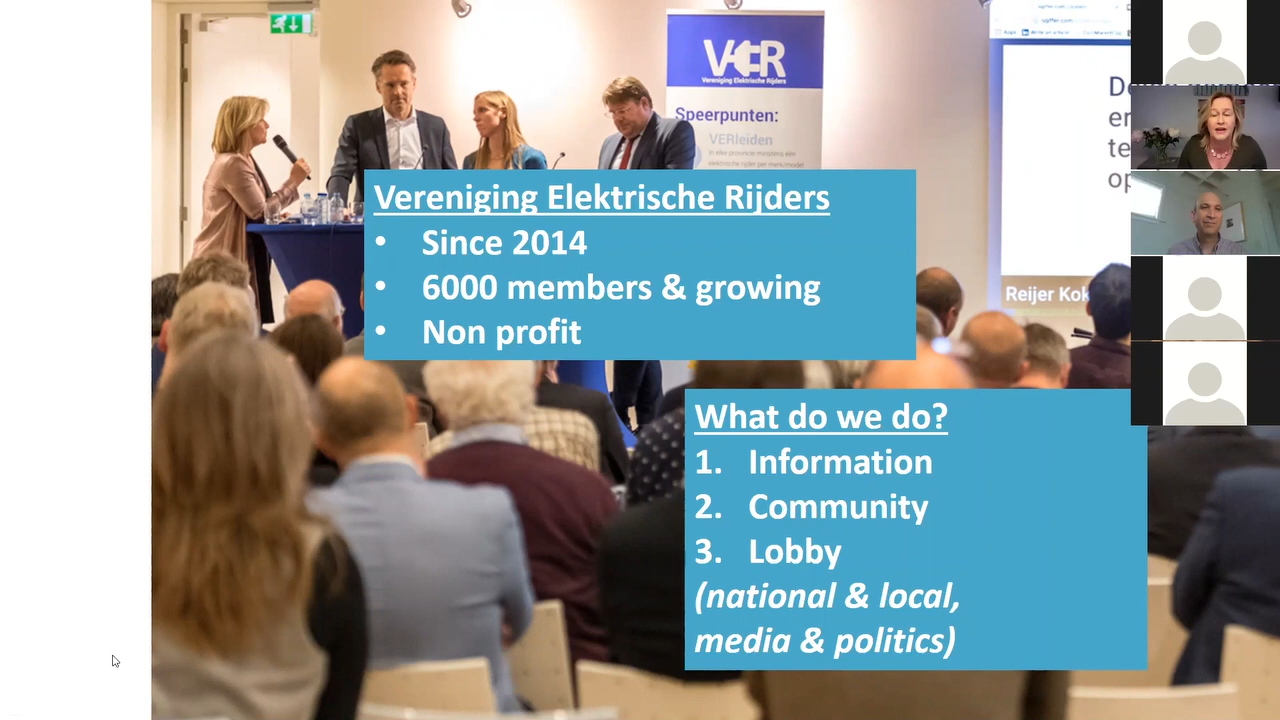 VER
Vereniging Elektrische Rijders
Speerpunten:
VERleiden
Vereniging Elektrische Rijders
• Since 2014
• 6000 members & growing
• Non profit
Reijer Kok
What do we do?
1. Information
2. Community
3. Lobby
(national & local,
media & politics)